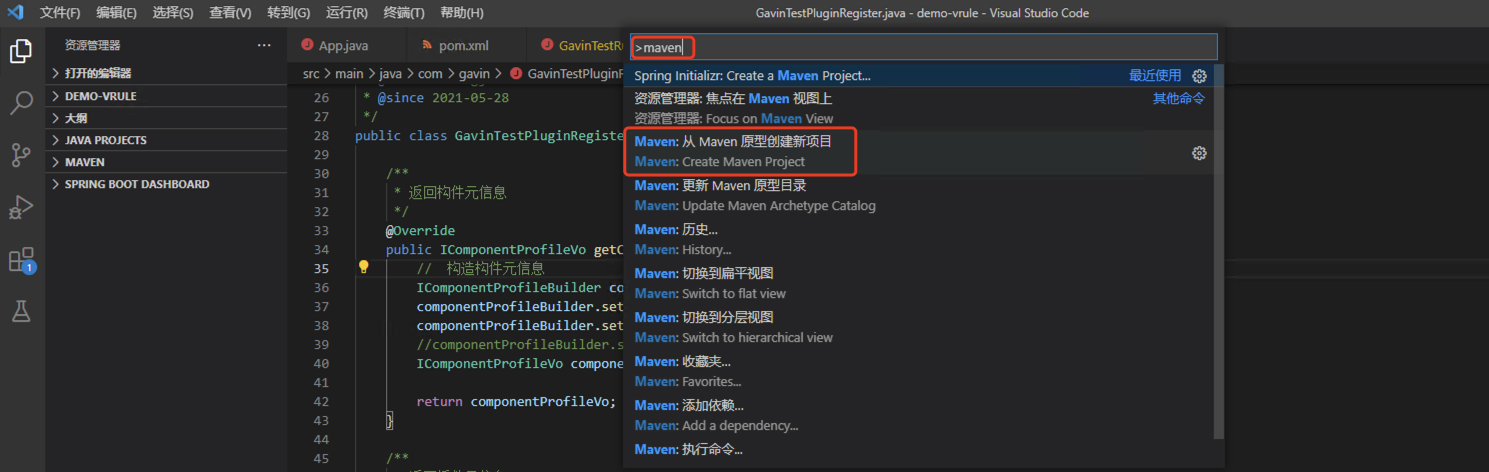 文件(F) 编辑(E) 选择(S) 查看(V) 转到(G) 运行(R) 终端(T) 帮助(H) GavinTestPluginRegister.java - demo-vrule - Visual Studio Code
资源管理器 ···
打开的编辑器
DEMO-VRULE
大纲
JAVA PROJECTS
MAVEN
SPRING BOOT DASHBOARD
1
App.java pom.xml GavinTestRu
src > main > java > com > gavin > GavinTestPluginF
26 * @since 2021-05-28
27 */
28 public class GavinTestPluginRegiste
29
30 /**
31 * 返回构件元信息
32 */
33 @Override
34 public IComponentProfileVo getC
35 // 构造构件元信息
36 IComponentProfileBuilder co
37 componentProfileBuilder.set
38 componentProfileBuilder.set
39 //componentProfileBuilder.s
40 IComponentProfileVo compone
41
42 return componentProfileVo;
43 }
44
45 /**
>maven
Spring Initializr: Create a Maven Project... 最近使用
资源管理器: 焦点在 Maven 视图上 其他命令
资源管理器: Focus on Maven View
Maven: 从 Maven 原型创建新项目
Maven: Create Maven Project
Maven: 更新 Maven 原型目录
Maven: Update Maven Archetype Catalog
Maven: 历史...
Maven: History...
Maven: 切换到扁平视图
Maven: Switch to flat view
Maven: 切换到分层视图
Maven: Switch to hierarchical view
Maven: 收藏夹...
Maven: Favorites...
Maven: 添加依赖...
Maven: Add a dependency...
Maven: 执行命令...